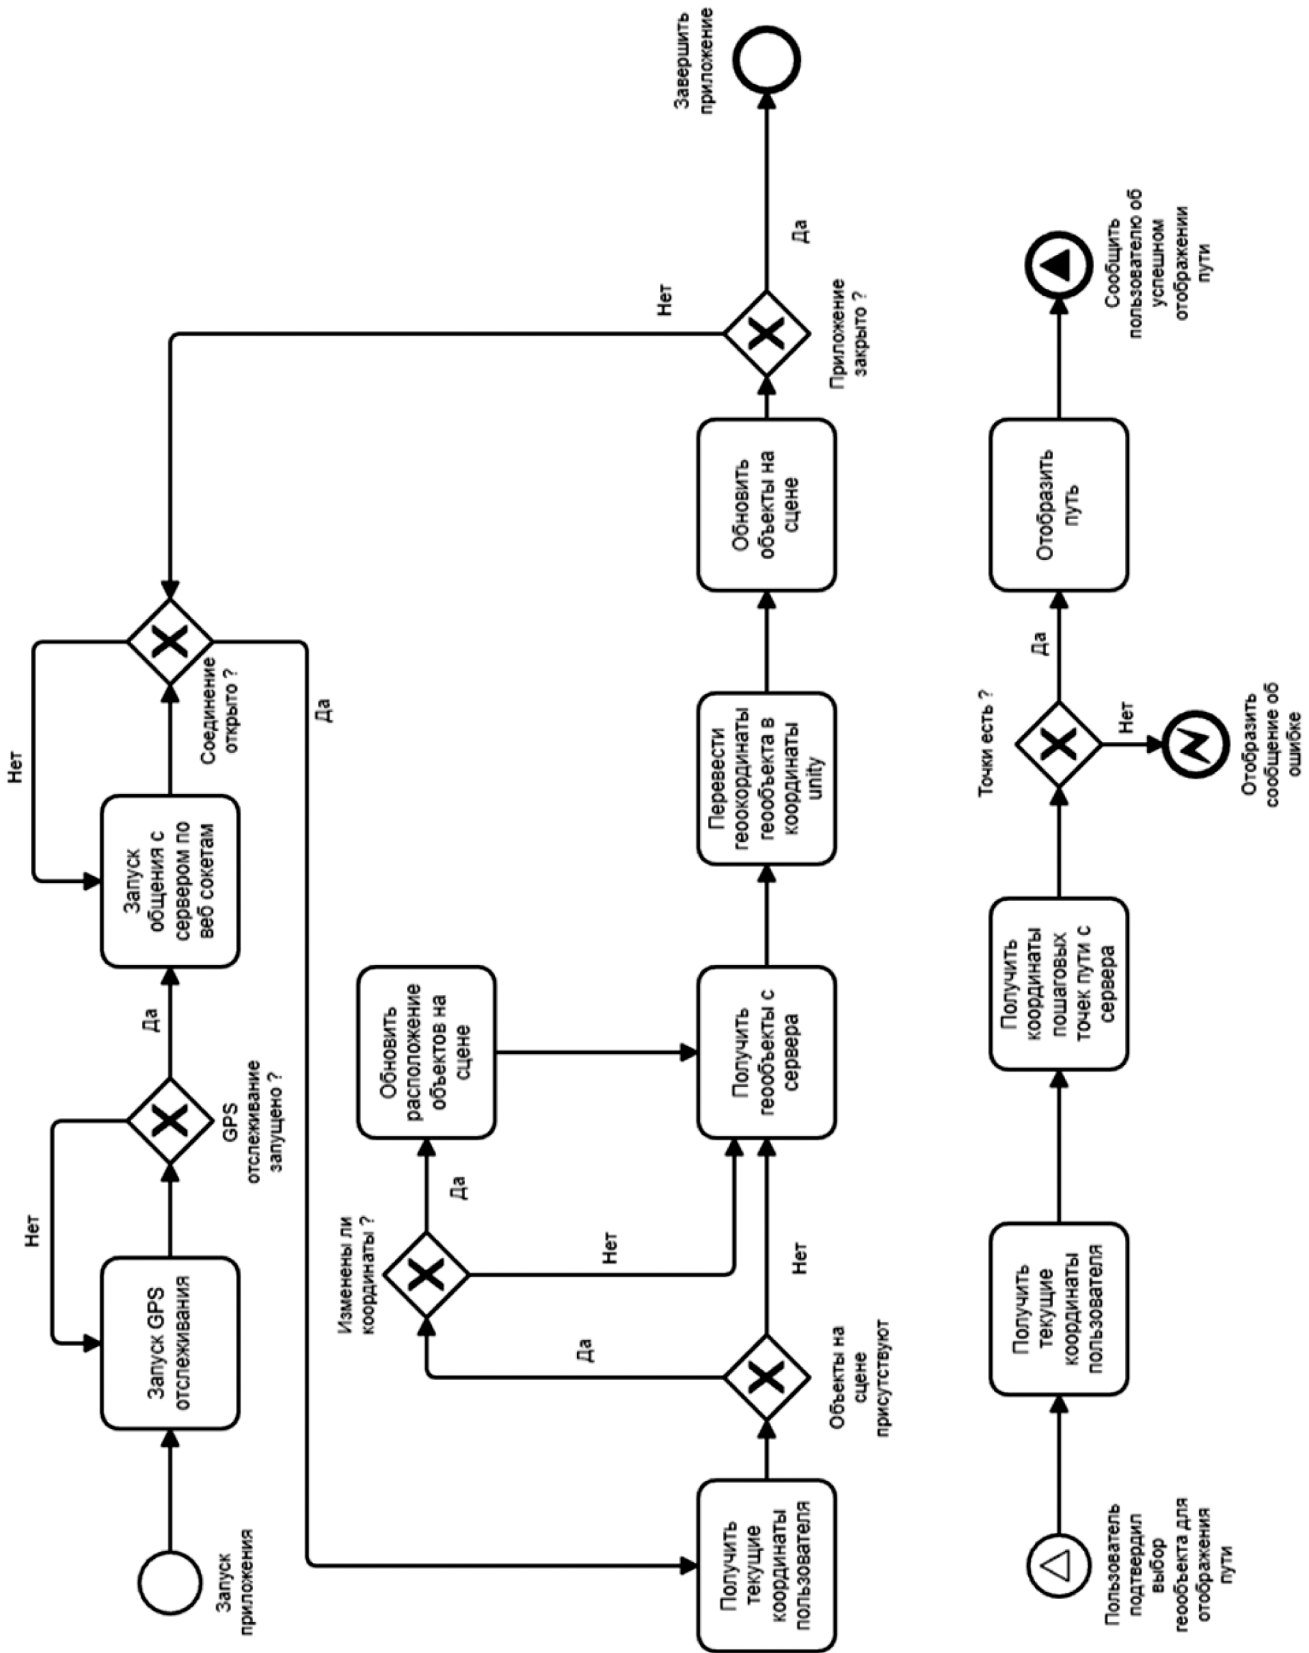 Запуск
приложения
Запуск GPS
отслеживания
Нет
GPS
отслеживание
запущено ?
Да
Запуск
общения с
сервером по
веб сокетам
Нет
Соединение
открыто ?
Да
Получить
текущие
координаты
пользователя
Объекты на
сцене
присутствуют
Да
Нет
Изменены ли
координаты ?
Да
Нет
Обновить
расположение
объектов на
сцене
Получить
геообъекты с
сервера
Перевести
геокординаты
геообъекта в
координаты
unity
Обновить
объекты на
сцене
Приложение
закрыто ?
Нет
Да
Завершить
приложение
Пользователь
подтвердил
выбор
геообъекта для
отображения
пути
Получить
текущие
координаты
пользователя
Получить
координаты
пошаговых
точек пути с
сервера
Точки есть ?
Да
Нет
Отобразить
сообщение об
ошибке
Отобразить
путь
Сообщить
пользователю об
успешном
отображении
пути